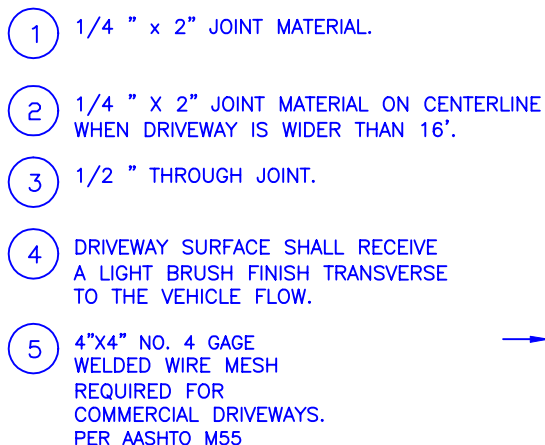 1 1/4 " x 2" JOINT MATERIAL.
2 1/4 " X 2" JOINT MATERIAL ON CENTERLINE
WHEN DRIVEWAY IS WIDER THAN 16'.
3 1/2 " THROUGH JOINT.
4 DRIVEWAY SURFACE SHALL RECEIVE
A LIGHT BRUSH FINISH TRANSVERSE
TO THE VEHICLE FLOW.
5 4"X4" NO. 4 GAGE
WELDED WIRE MESH
REQUIRED FOR
COMMERCIAL DRIVEWAYS.
PER AASHTO M55